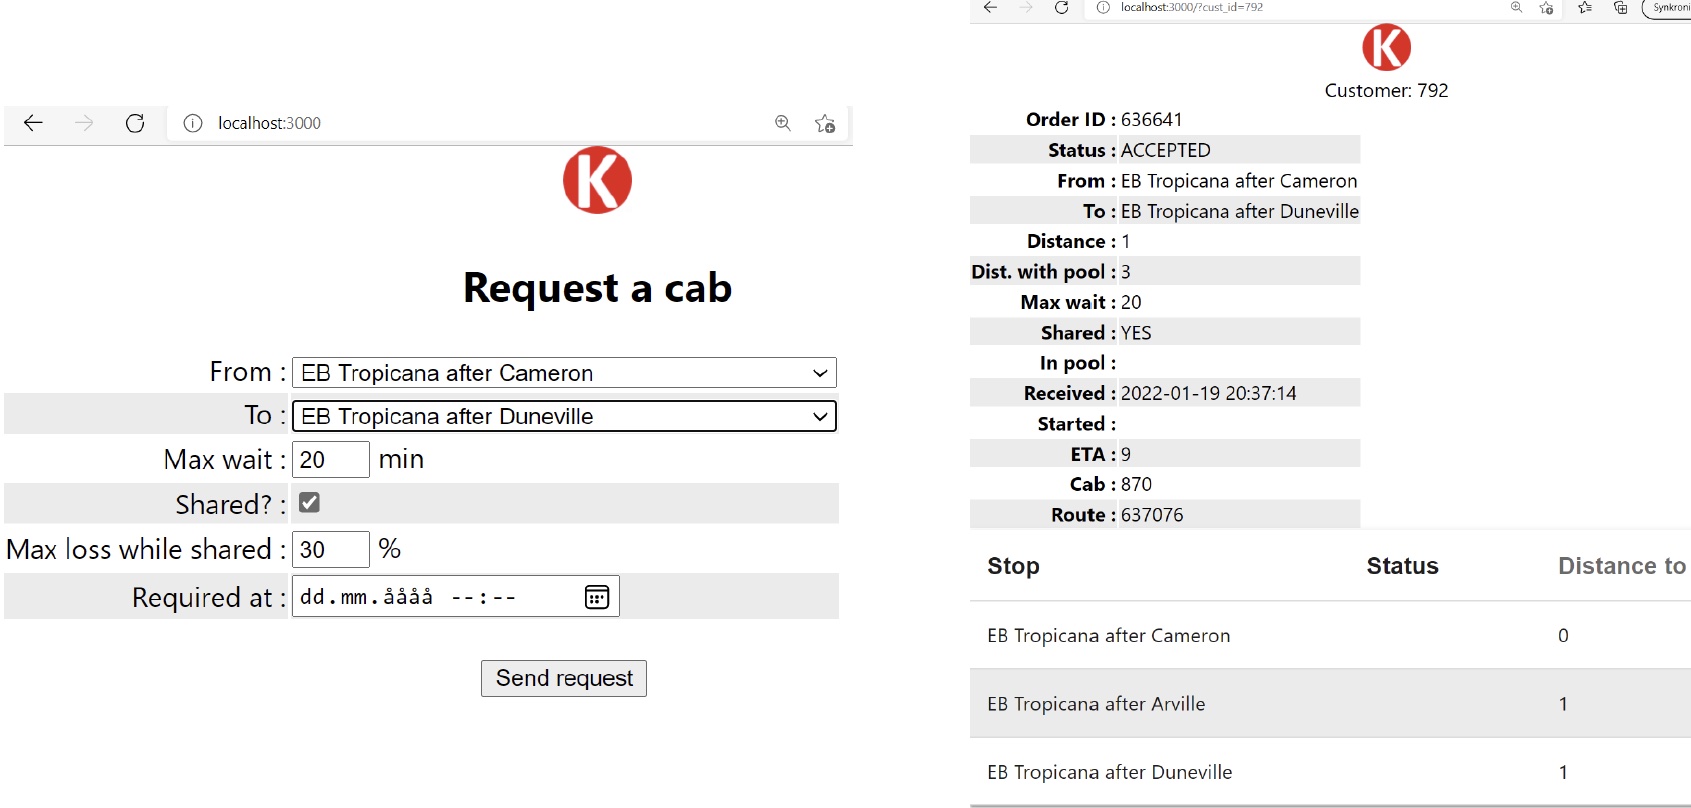 localhost:3000
K
Request a cab
From : EB Tropicana after Cameron
To : EB Tropicana after Duneville
Max wait : 20 min
Shared? :
Max loss while shared : 30 %
Required at : dd.mm.åååå --:--
Send request
localhost:3000/?cust_id=792
Synkroni
K
Customer: 792
Order ID : 636641
Status : ACCEPTED
From : EB Tropicana after Cameron
To : EB Tropicana after Duneville
Distance : 1
Dist. with pool : 3
Max wait : 20
Shared : YES
In pool :
Received : 2022-01-19 20:37:14
Started :
ETA : 9
Cab : 870
Route : 637076
Stop Status Distance to
EB Tropicana after Cameron 0
EB Tropicana after Arville 1
EB Tropicana after Duneville 1